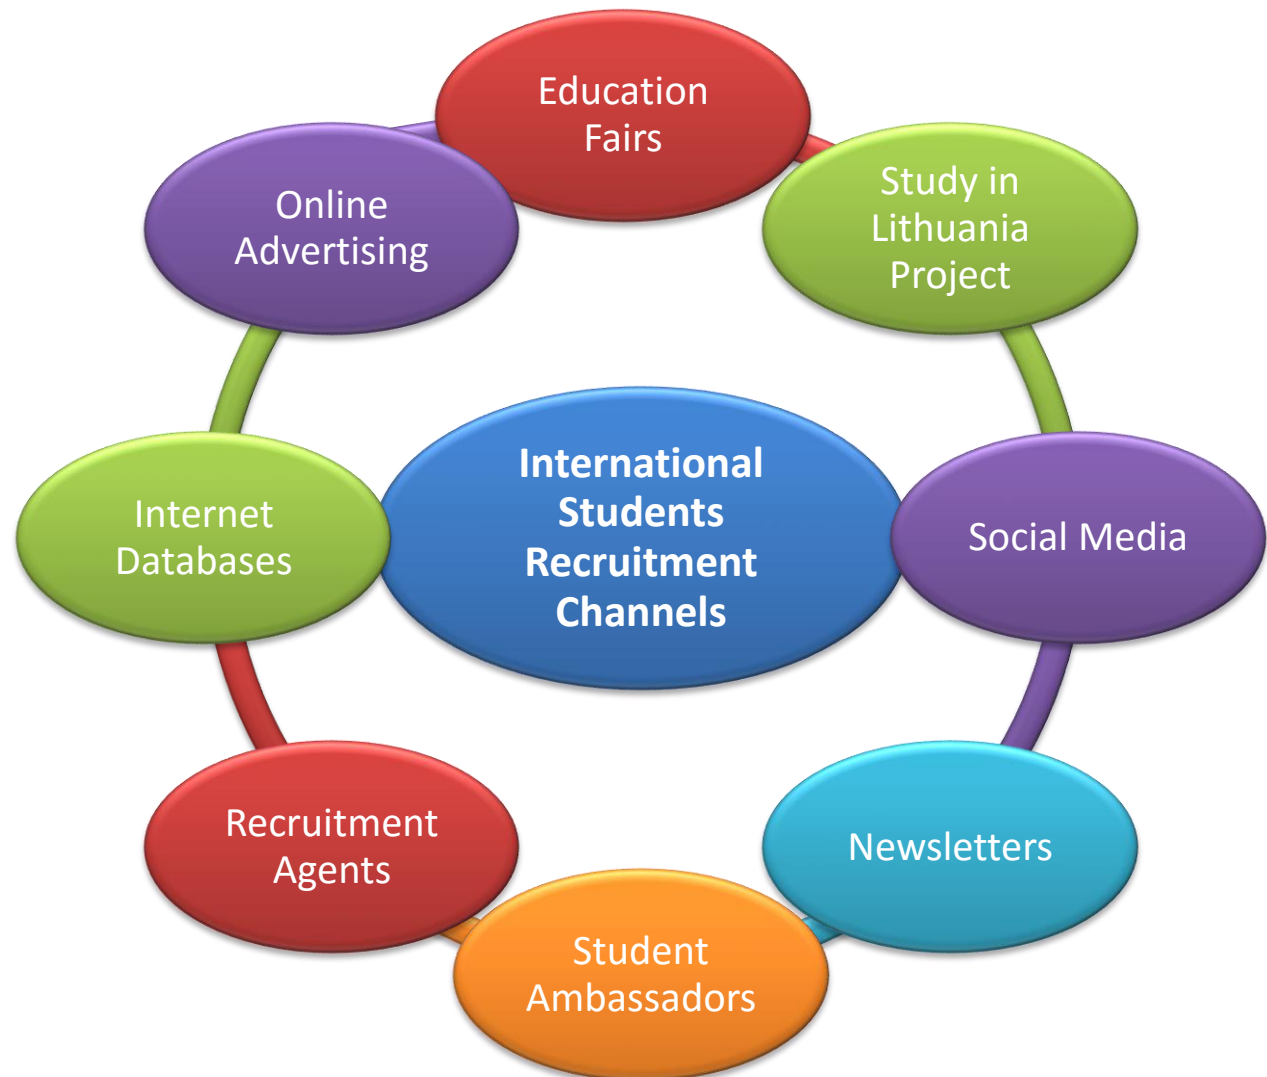 Education
Fairs
Study in
Lithuania
Project
Online
Advertising
International
Students
Recruitment
Channels
Social Media
Internet
Databases
Newsletters
Recruitment
Agents
Student
Ambassadors